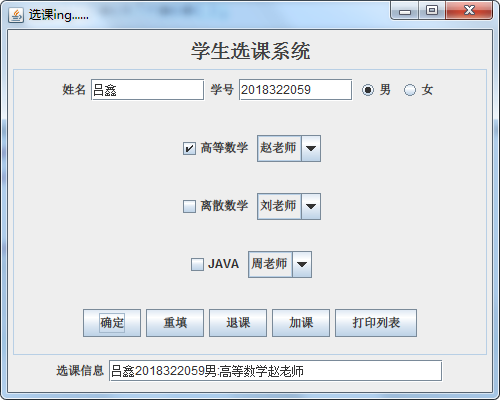 选课ing......
学生选课系统
姓名 吕鑫 学号 2018322059 男 女
高等数学 赵老师
离散数学 刘老师
JAVA 周老师
确定 重填 退课 加课 打印列表
选课信息 吕鑫2018322059男:高等数学赵老师